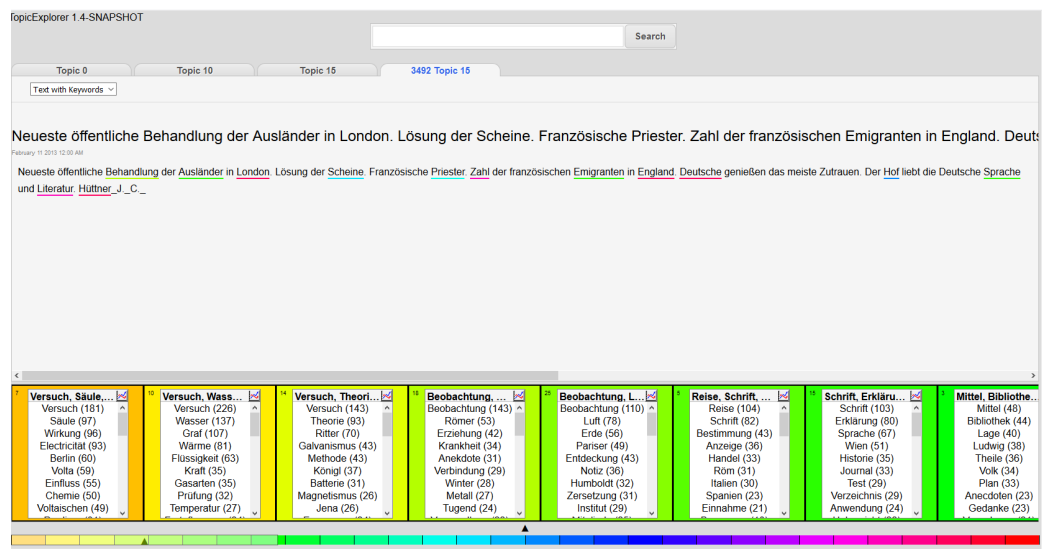 TopicExplorer 1.4-SNAPSHOT
Search
Topic 0 Topic 10 Topic 15 3492 Topic 15
Text with Keywords
Neueste öffentliche Behandlung der Ausländer in London. Lösung der Scheine. Französische Priester. Zahl der französischen Emigranten in England. Deuts
February 11 2013 12:00 AM
Neueste öffentliche Behandlung der Ausländer in London. Lösung der Scheine. Französische Priester. Zahl der französischen Emigranten in England. Deutsche genießen das meiste Zutrauen. Der Hof liebt die Deutsche Sprache
und Literatur. Hüttner_J._C._
7 Versuch, Säule,...
Versuch (181)
Säule (97)
Wirkung (96)
Electricität (93)
Berlin (60)
Volta (59)
Einfluss (55)
Chemie (50)
Voltaischen (49)
10 Versuch, Wass...
Versuch (226)
Wasser (137)
Graf (107)
Wärme (81)
Flüssigkeit (63)
Kraft (35)
Gasarten (35)
Prüfung (32)
Temperatur (27)
14 Versuch, Theori...
Versuch (143)
Theorie (93)
Ritter (70)
Galvanismus (43)
Methode (43)
König (37)
Batterie (31)
Magnetismus (26)
Jena (26)
18 Beobachtung, ...
Beobachtung (143)
Römer (53)
Erziehung (42)
Krankheit (34)
Anekdote (31)
Verbindung (29)
Winter (28)
Metall (27)
Tugend (24)
Beobachtung, L...
Beobachtung (110)
Luft (78)
Erde (56)
Pariser (49)
Entdeckung (43)
Notiz (36)
Humboldt (32)
Zersetzung (31)
Institut (29)
Reise, Schrift, ...
Reise (104)
Schrift (82)
Bestimmung (43)
Anzeige (36)
Handel (33)
Röm (31)
Italien (30)
Spanien (23)
Einnahme (21)
15 Schrift, Erkläru...
Schrift (103)
Erklärung (80)
Sprache (67)
Wien (51)
Historie (35)
Journal (33)
Test (29)
Verzeichnis (29)
Anwendung (24)
3 Mittel, Bibliothe...
Mittel (48)
Bibliothek (44)
Lage (40)
Ludwig (38)
Theile (36)
Volk (34)
Plan (33)
Anecdoten (23)
Gedanke (23)